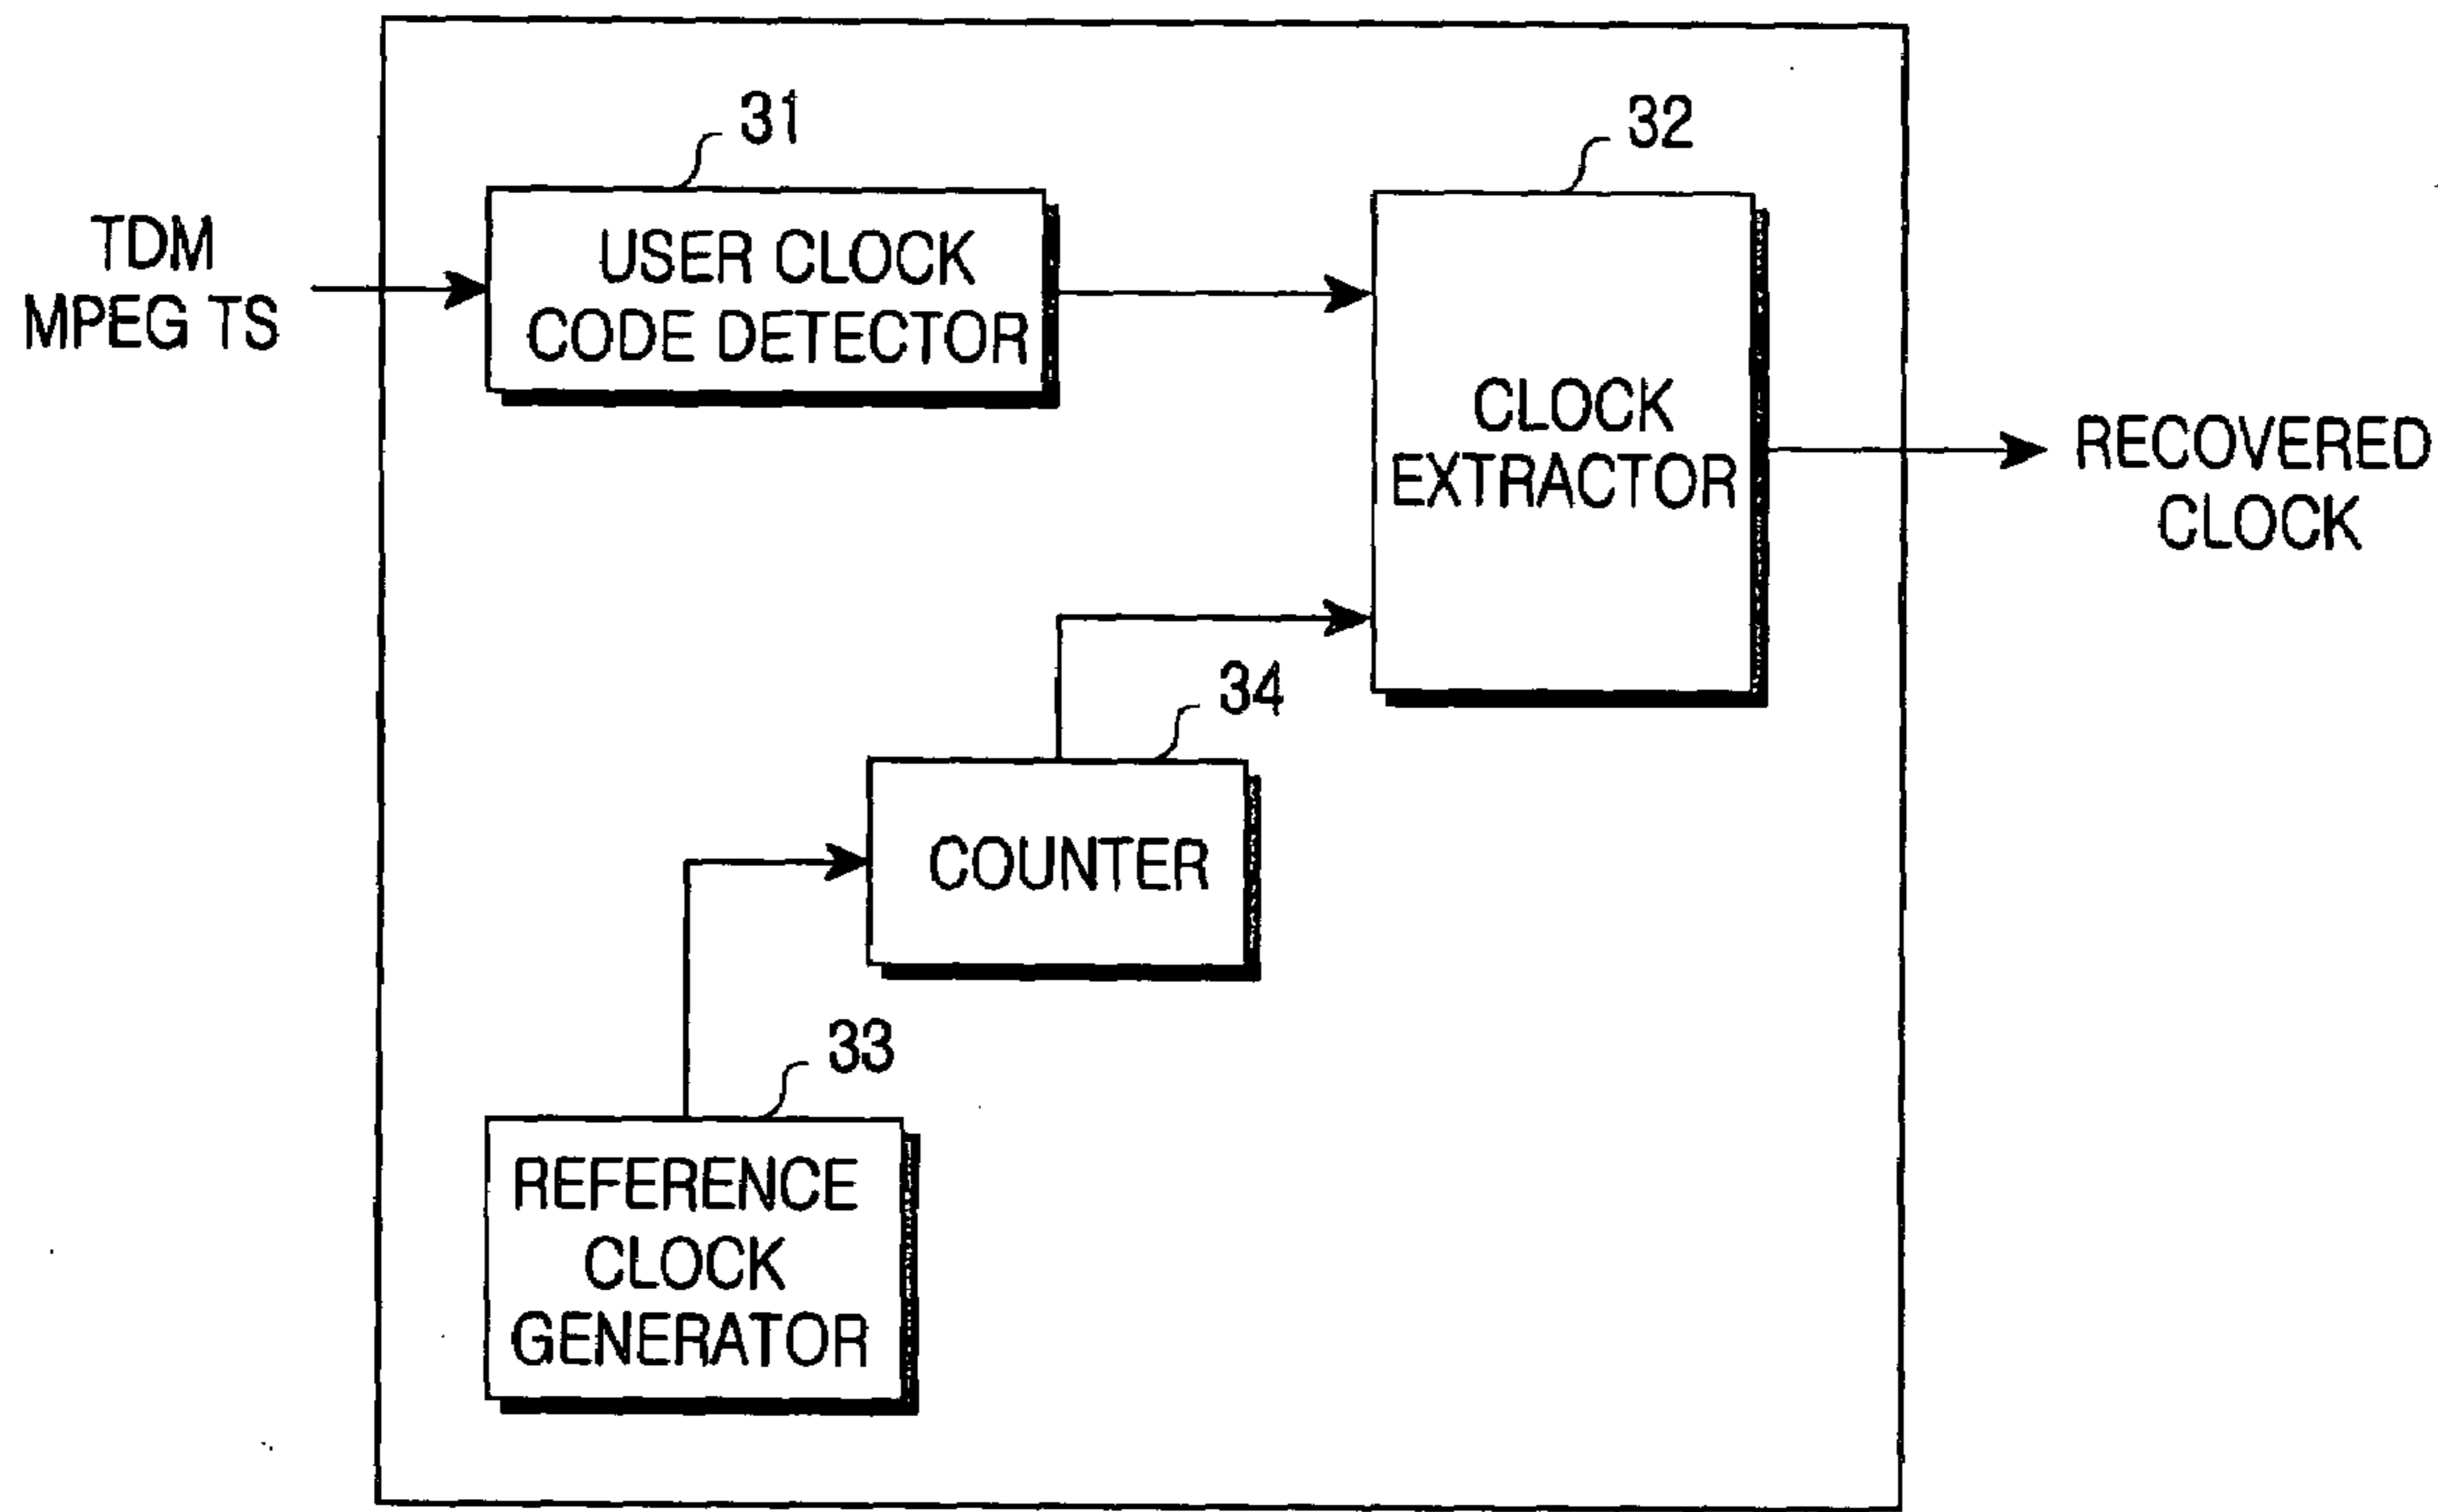 31
32
TDM
MPEG TS
USER CLOCK
CODE DETECTOR
CLOCK
EXTRACTOR
RECOVERED
CLOCK
34
COUNTER
33
REFERENCE
CLOCK
GENERATOR